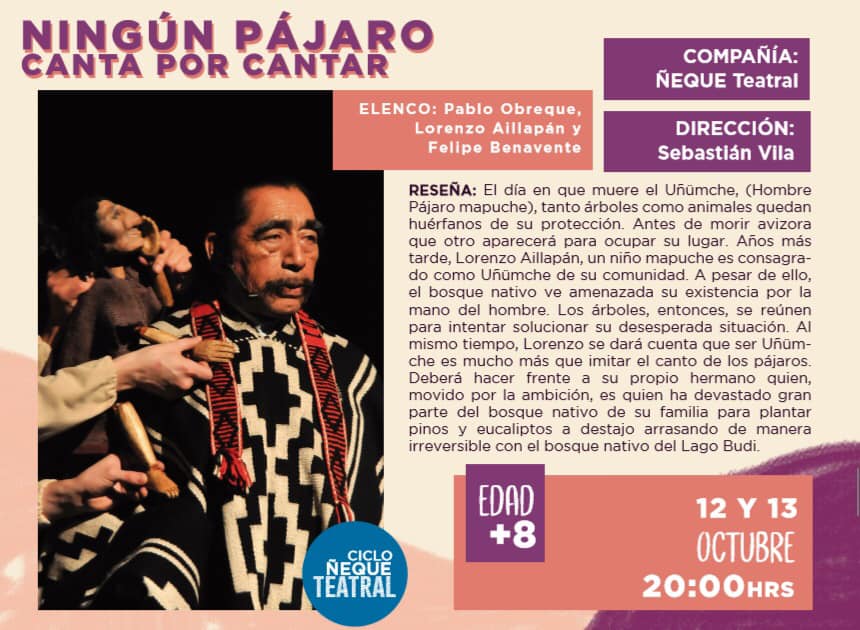 NINGÚN PÁJARO
CANTA POR CANTAR
COMPAÑÍA:
ÑEQUE Teatral
ELENCO: Pablo Obreque,
Lorenzo Aillapán y
Felipe Benavente
DIRECCIÓN:
Sebastián Vila
RESEÑA: El día en que muere el Uñümche, (Hombre
Pájaro mapuche), tanto árboles como animales quedan
huérfanos de su protección. Antes de morir avizora
que otro aparecerá para ocupar su lugar. Años más
tarde, Lorenzo Aillapán, un niño mapuche es consagra-
do como Uñümche de su comunidad. A pesar de ello,
el bosque nativo ve amenazada su existencia por la
mano del hombre. Los árboles, entonces, se reúnen
para intentar solucionar su desesperada situación. Al
mismo tiempo, Lorenzo se dará cuenta que ser Uñüm-
che es mucho más que imitar el canto de los pájaros.
Deberá hacer frente a su propio hermano quien,
movido por la ambición, es quien ha devastado gran
parte del bosque nativo de su familia para plantar
pinos y eucaliptos a destajo arrasando de manera
irreversible con el bosque nativo del Lago Budi.
EDAD
+8
12 Y 13
OCTUBRE
20:00HRS
CICLO
ÑEQUE
TEATRAL